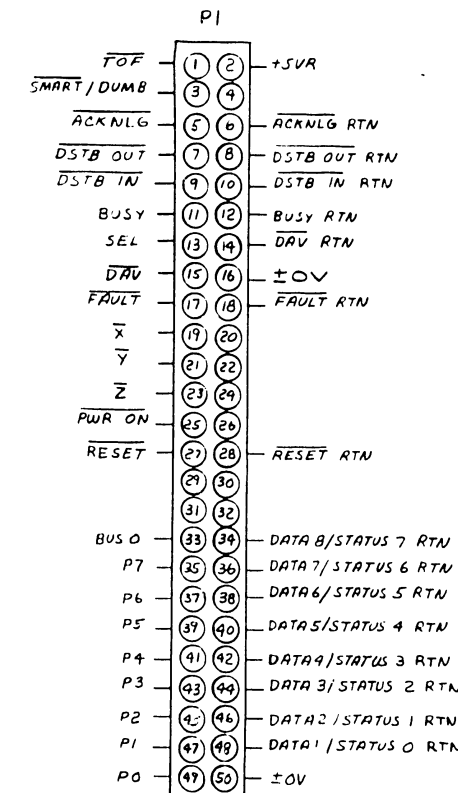 P1
TOF 1 2 +5VR
SMART/DUMB 3 4
ACKNLG 5 6 ACKNLG RTN
DSTB OUT 7 8 DSTB OUT RTN
DSTB IN 9 10 DSTB IN RTN
BUSY 11 12 BUSY RTN
SEL 13 14 DAV RTN
DAV 15 16 ±0V
FAULT 17 18 FAULT RTN
X 19 20
Y 21 22
Z 23 24
PWR ON 25 26
RESET 27 28 RESET RTN
29 30
31 32
BUS 0 33 34 DATA 8/STATUS 7 RTN
P7 35 36 DATA 7/STATUS 6 RTN
P6 37 38 DATA 6/STATUS 5 RTN
P5 39 40 DATA 5/STATUS 4 RTN
P4 41 42 DATA 4/STATUS 3 RTN
P3 43 44 DATA 3/STATUS 2 RTN
P2 45 46 DATA 2/STATUS 1 RTN
P1 47 48 DATA 1/STATUS 0 RTN
P0 49 50 ±0V